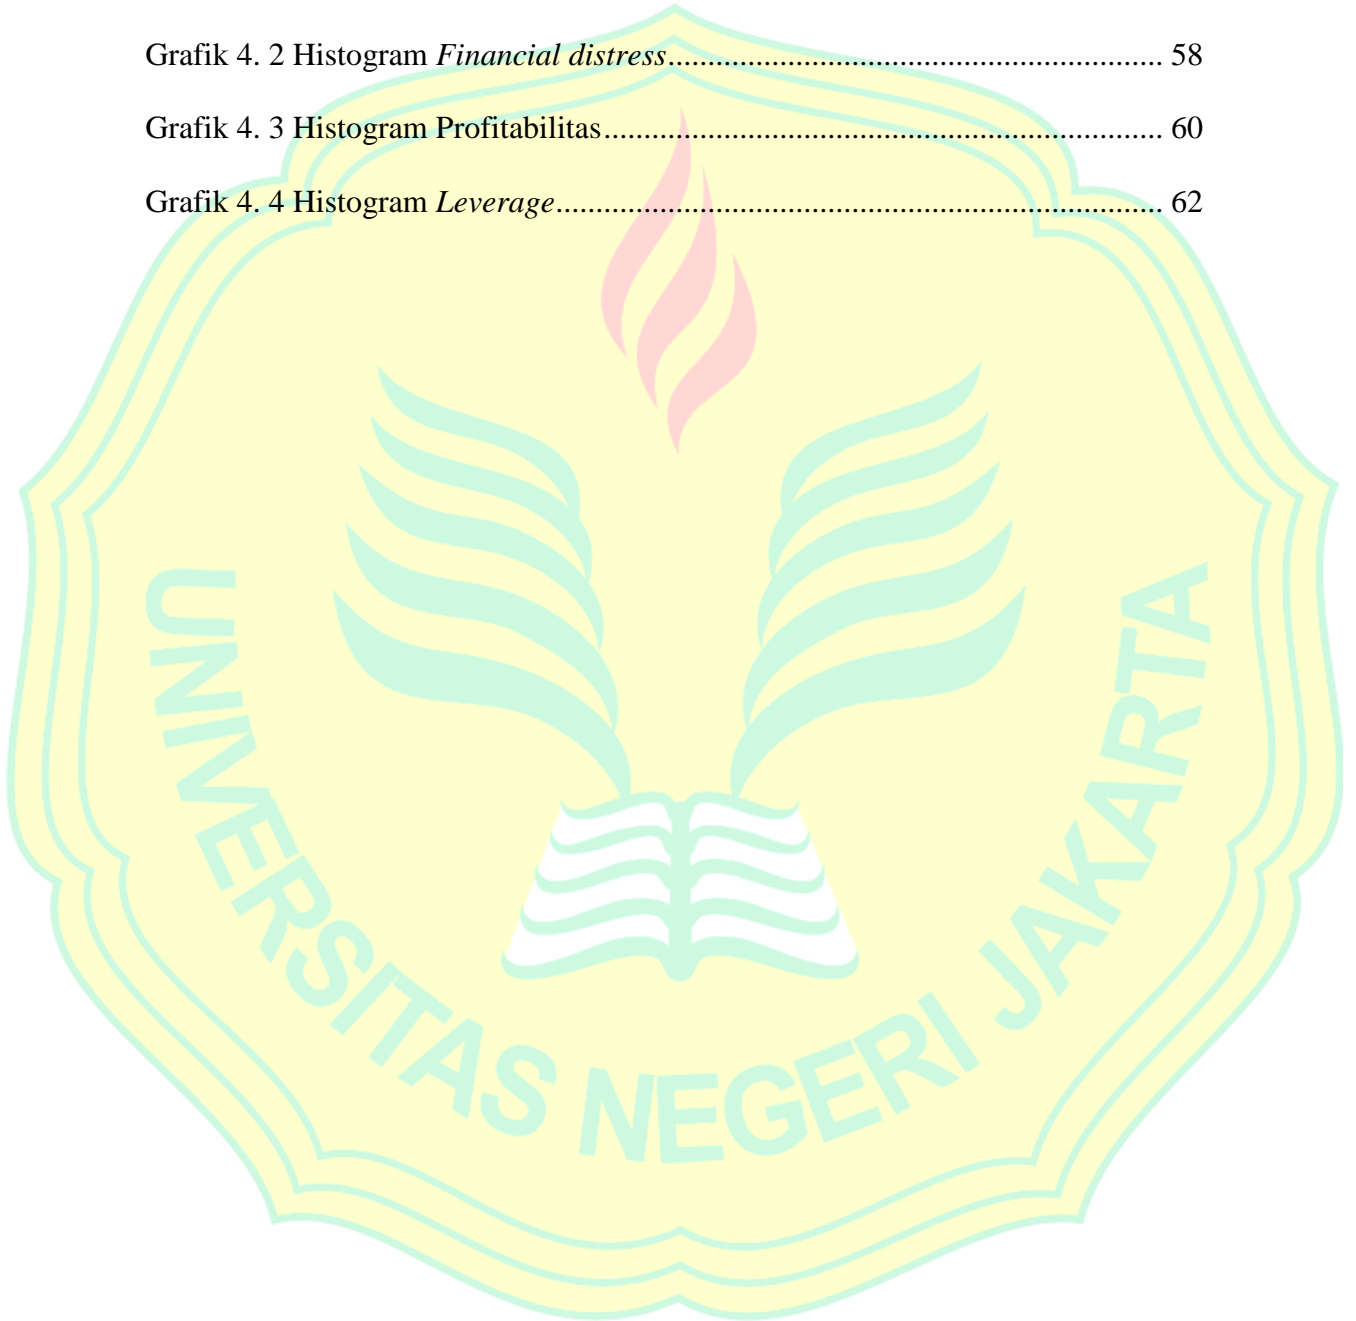 Grafik 4. 2 Histogram Financial distress.............................................................. 58
Grafik 4. 3 Histogram Profitabilitas...................................................................... 60
Grafik 4. 4 Histogram Leverage............................................................................ 62
UNIVERSITAS NEGERI JAKARTA